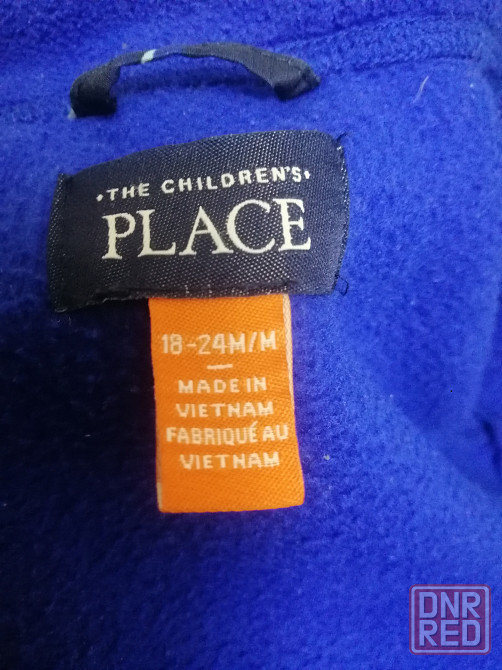 •THE CHILDREN'S•
PLACE
18-24M/M
MADE IN
VIETNAM
FABRIQUÉ AU
VIETNAM
DNR
RED